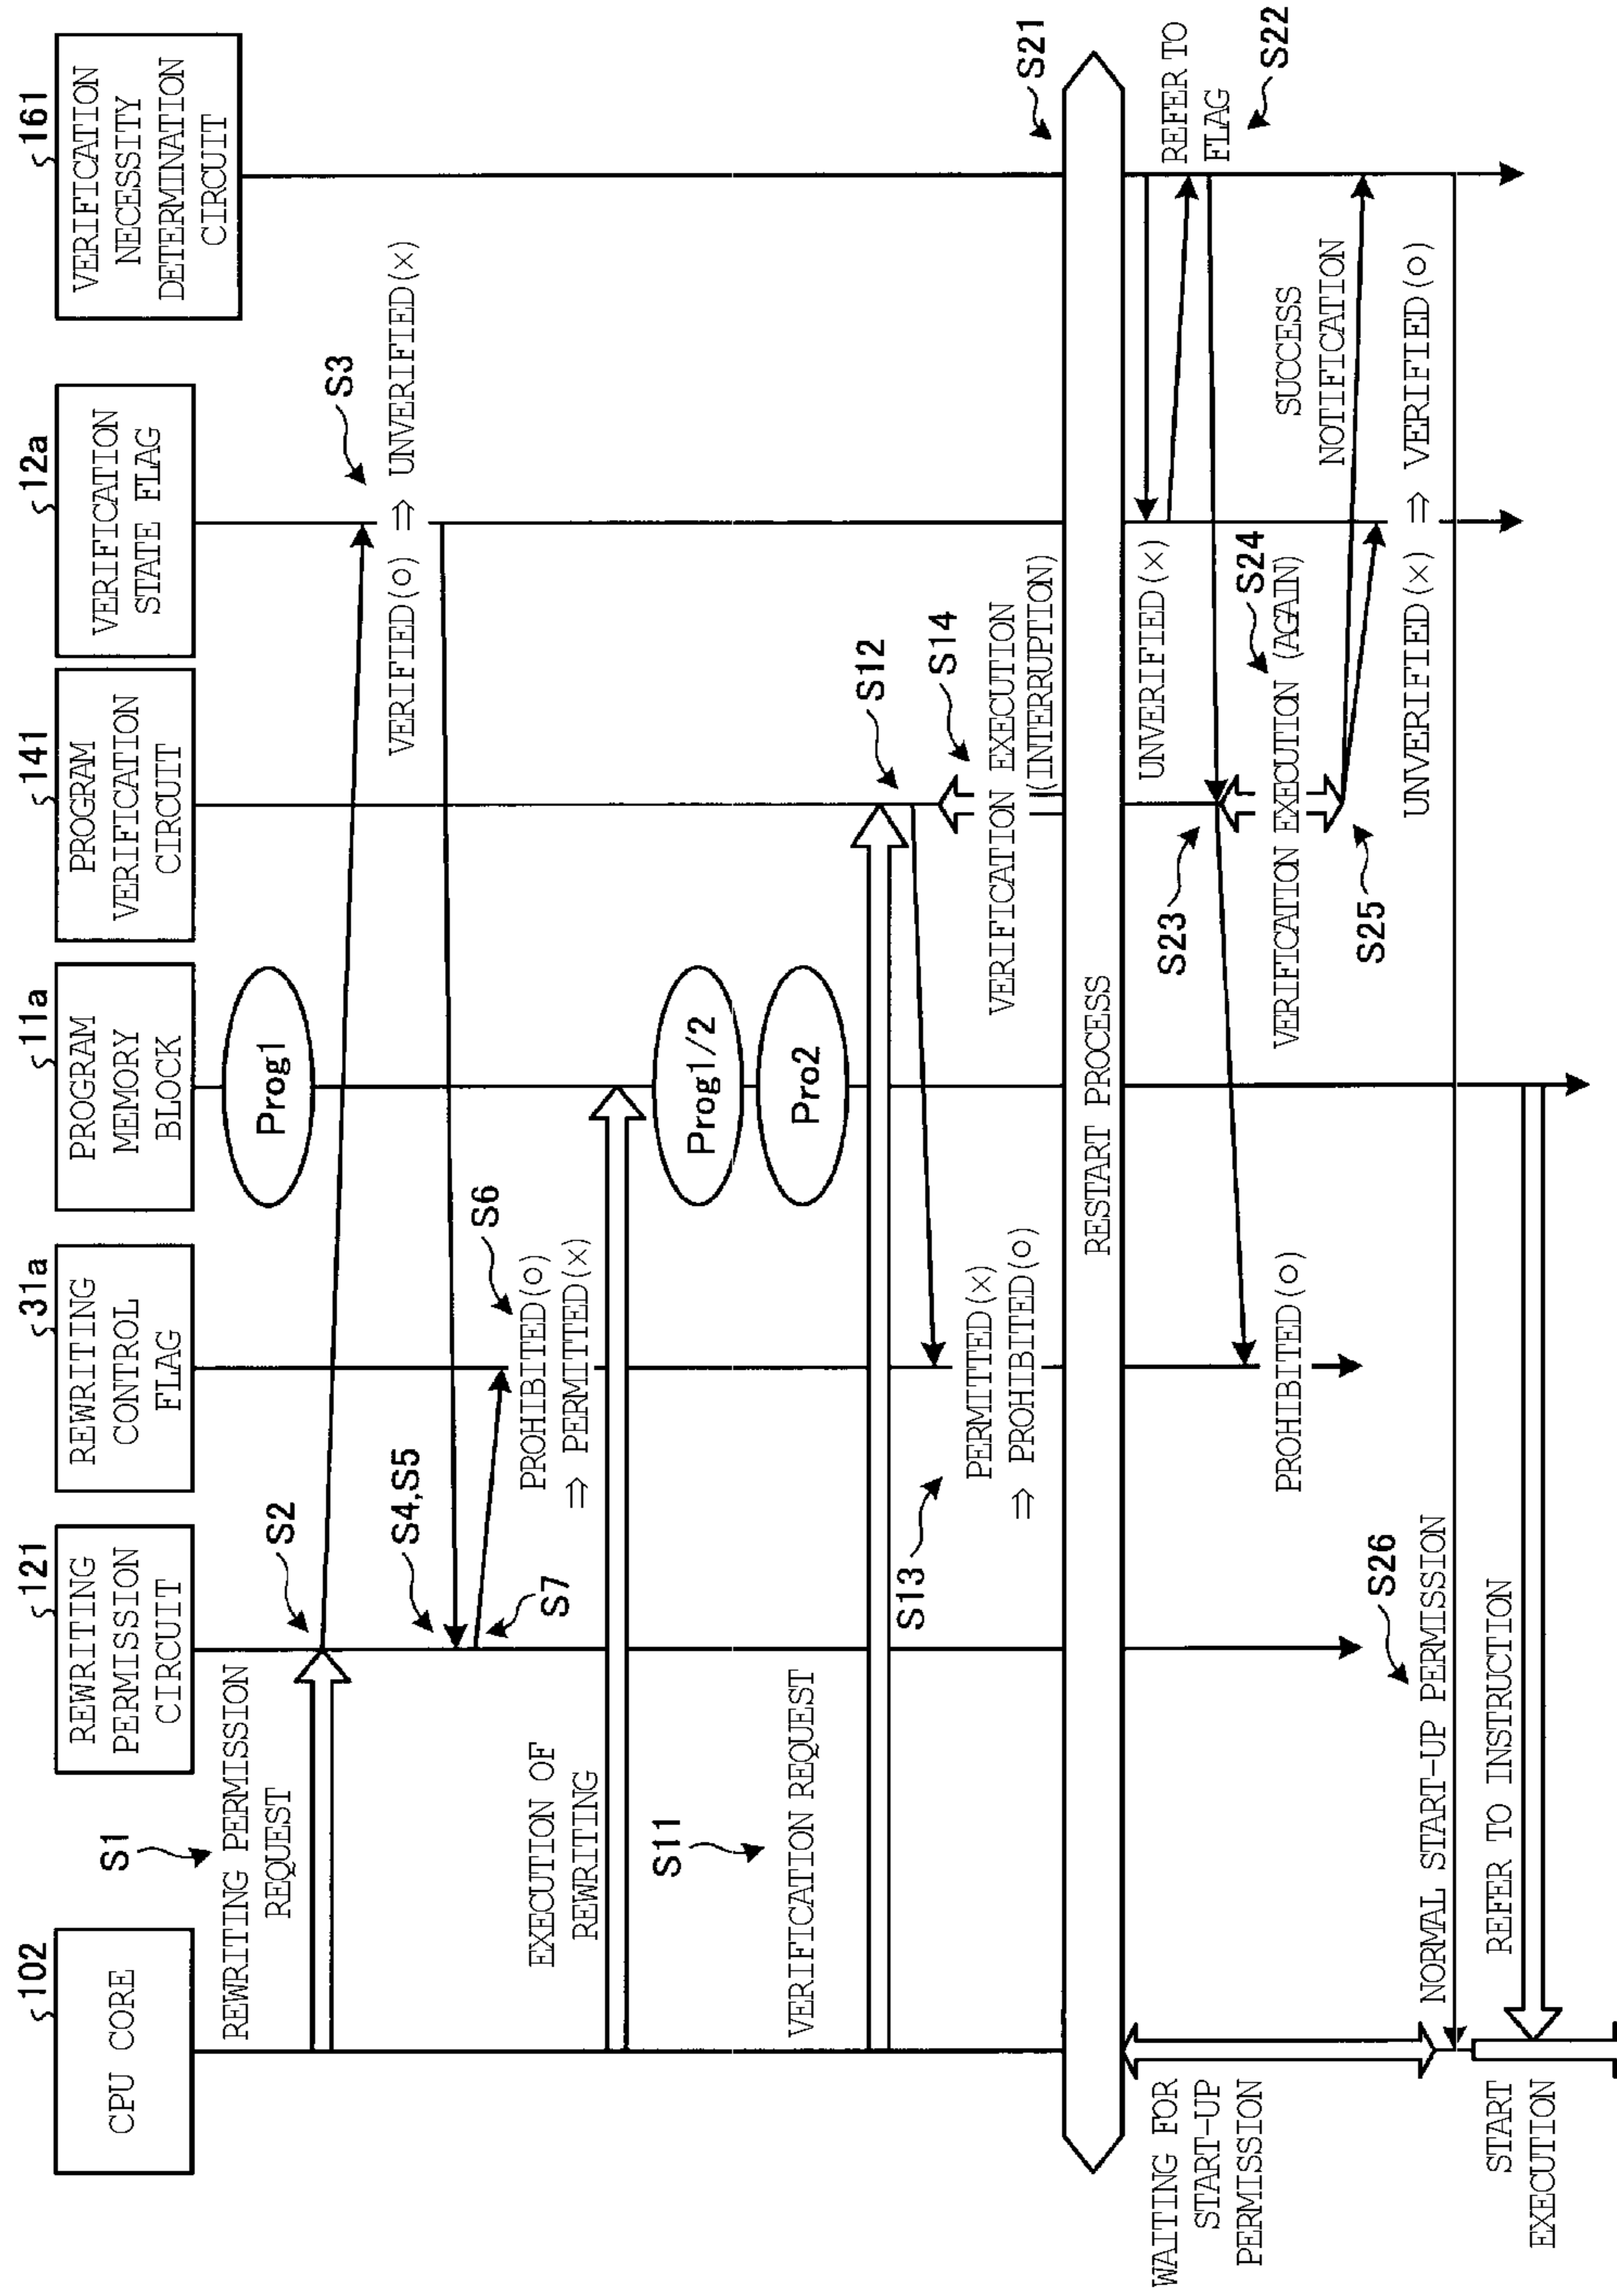 102
CPU CORE
121
REWRITING
PERMISSION
CIRCUIT
31a
REWRITING
CONTROL
FLAG
11a
PROGRAM
MEMORY
BLOCK
141
PROGRAM
VERIFICATION
CIRCUIT
12a
VERIFICATION
STATE FLAG
161
VERIFICATION
NECESSITY
DETERMINATION
CIRCUIT
S1
REWRITING PERMISSION
REQUEST
S2
Prog1
S3
VERIFIED(○) ⇒ UNVERIFIED(×)
S4,S5
S6
PROHIBITED(○)
⇒ PERMITTED(×)
S7
EXECUTION OF
REWRITING
Prog1/2
Pro2
S11
VERIFICATION REQUEST
S12
S13
PERMITTED(×)
⇒ PROHIBITED(○)
S14
VERIFICATION EXECUTION
(INTERRUPTION)
S21
RESTART PROCESS
WAITING FOR
START-UP
PERMISSION
UNVERIFIED(×)
REFER TO
FLAG
S22
S23
PROHIBITED(○)
S24
VERIFICATION EXECUTION (AGAIN)
SUCCESS
NOTIFICATION
S25
UNVERIFIED(×) ⇒ VERIFIED(○)
S26
NORMAL START-UP PERMISSION
REFER TO INSTRUCTION
START
EXECUTION